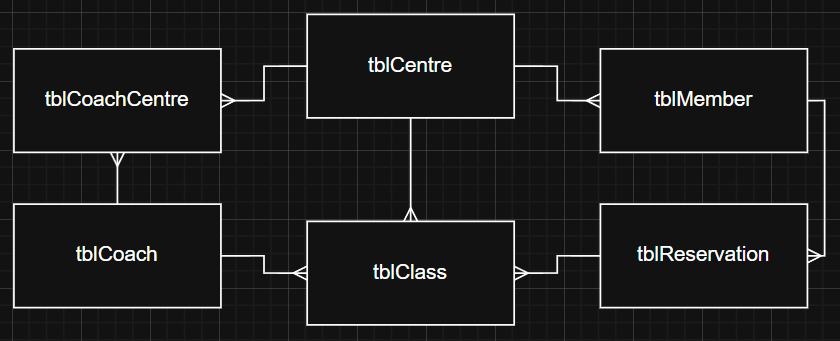 tblCentre
tblCoachCentre
tblMember
tblCoach
tblClass
tblReservation